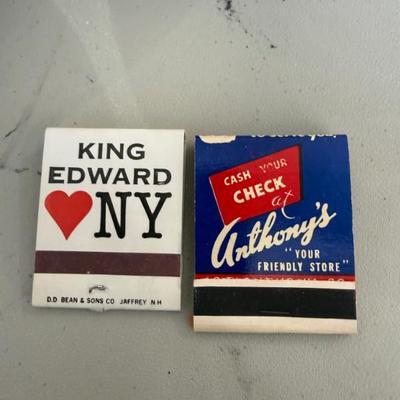 KING
EDWARD
NY
D.D. BEAN & SONS CO JAFFREY N H
CASH YOUR
CHECK
at
Anthony's
"YOUR
FRIENDLY STORE"